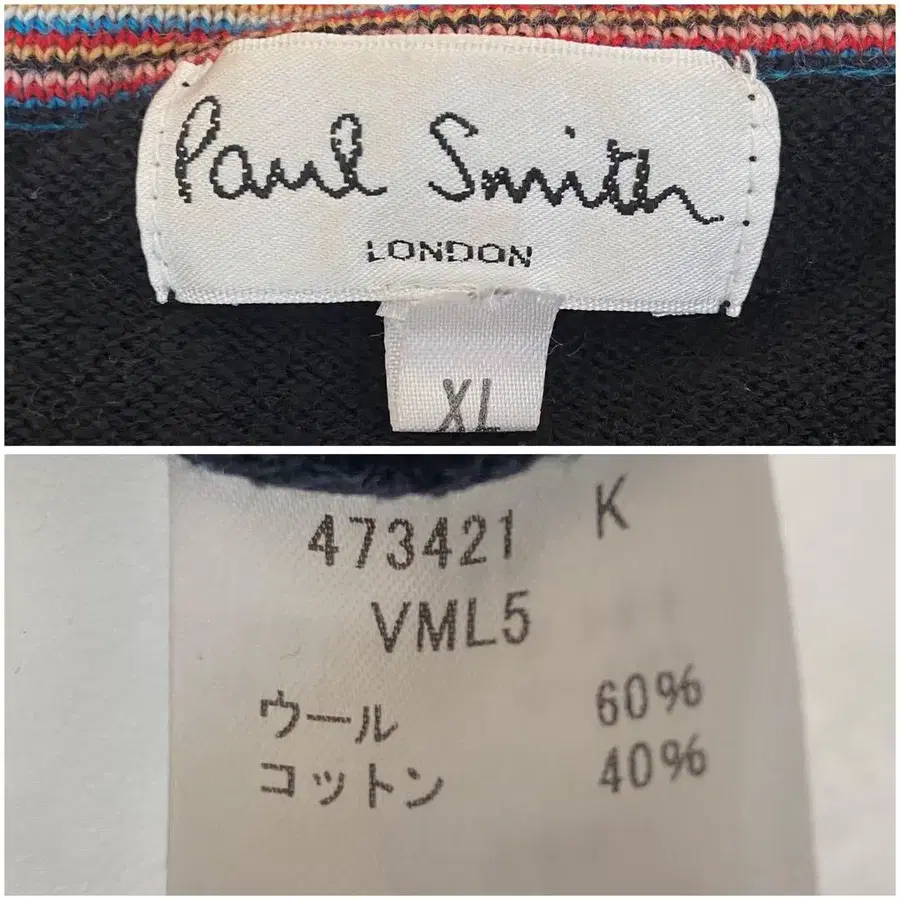 Paul Smith
LONDON
XL
473421 K
VML5
ウール 60%
コットン 40%